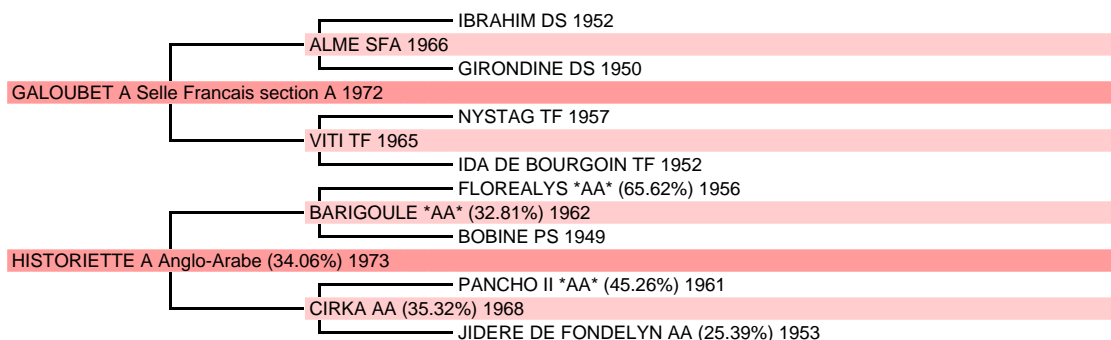 IBRAHIM DS 1952
ALME SFA 1966
GIRONDINE DS 1950
GALOUBET A Selle Francais section A 1972
NYSTAG TF 1957
VITI TF 1965
IDA DE BOURGOIN TF 1952
FLOREALYS *AA* (65.62%) 1956
BARIGOULE *AA* (32.81%) 1962
BOBINE PS 1949
HISTORIETTE A Anglo-Arabe (34.06%) 1973
PANCHO II *AA* (45.26%) 1961
CIRKA AA (35.32%) 1968
JIDERE DE FONDELYN AA (25.39%) 1953